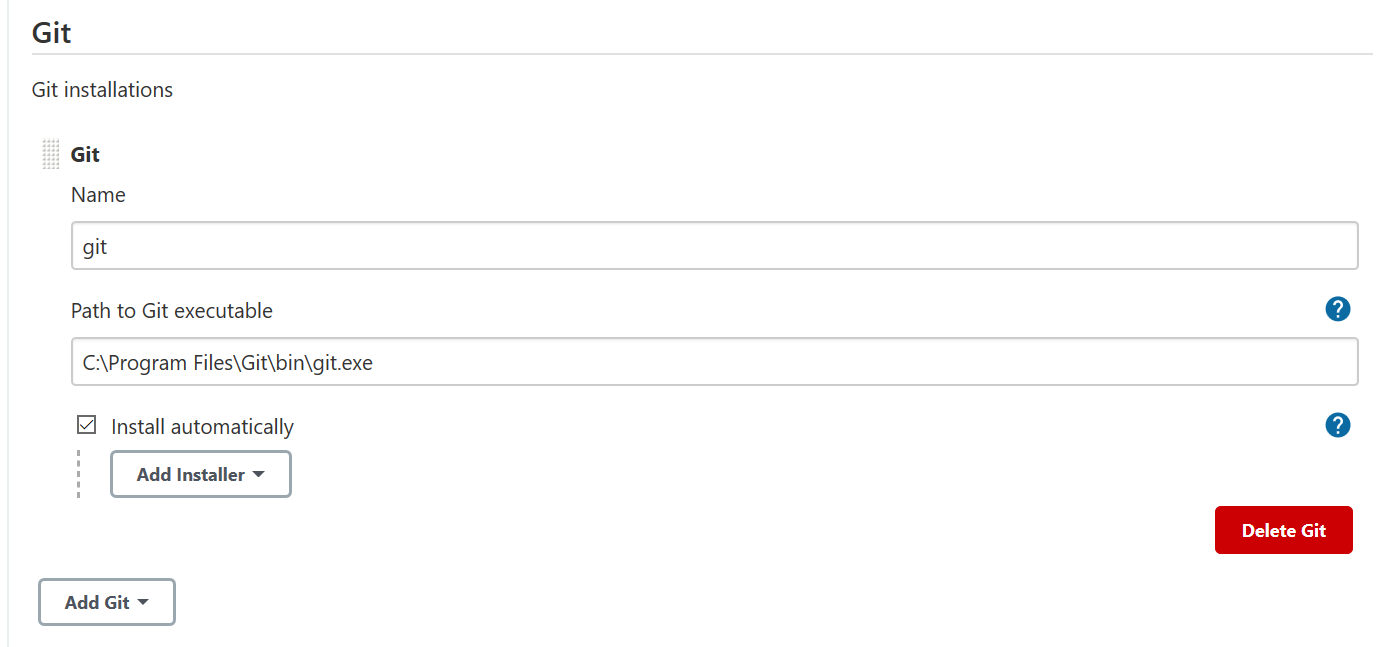 Git
Git installations
Git
Name
git
Path to Git executable
?
C:\Program Files\Git\bin\git.exe
Install automatically
?
Add Installer
Delete Git
Add Git